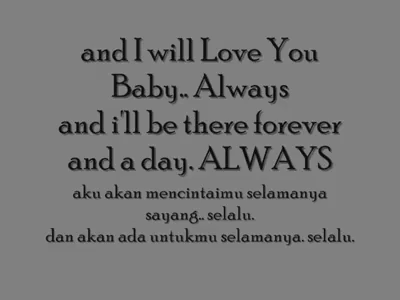 and I will Love You
Baby.. Always
and i'll be there forever
and a day. ALWAYS
aku akan mencintaimu selamanya
sayang.. selalu.
dan akan ada untukmu selamanya. selalu.